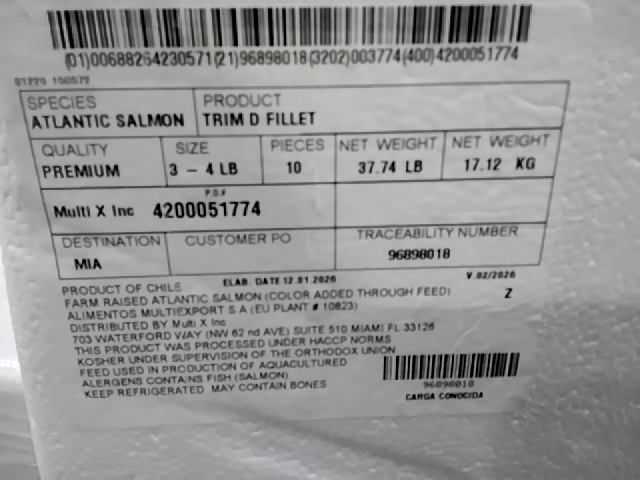 (01)00688264230571(21)96898018(3202)003774(400)4200051774
SPECIES PRODUCT
ATLANTIC SALMON TRIM D FILLET
QUALITY SIZE PIECES NET WEIGHT NET WEIGHT
PREMIUM 3 - 4 LB 10 37.74 LB 17.12 KG
P.O.#
Multi X Inc 4200051774
DESTINATION CUSTOMER PO TRACEABILITY NUMBER
MIA 96898018
PRODUCT OF CHILE ELAB. DATE 12.01.2026 V.02/2026
FARM RAISED ATLANTIC SALMON (COLOR ADDED THROUGH FEED) Z
ALIMENTOS MULTIEXPORT S A (EU PLANT # 10823)
DISTRIBUTED BY Multi X Inc
703 WATERFORD WAY (NW 62 nd AVE) SUITE 510 MIAMI FL 33126
THIS PRODUCT WAS PROCESSED UNDER HACCP NORMS
KOSHER UNDER SUPERVISION OF THE ORTHODOX UNION
FEED USED IN PRODUCTION OF AQUACULTURED
ALERGENS CONTAINS FISH (SALMON)
KEEP REFRIGERATED MAY CONTAIN BONES
96898018
CARGA CONOCIDA